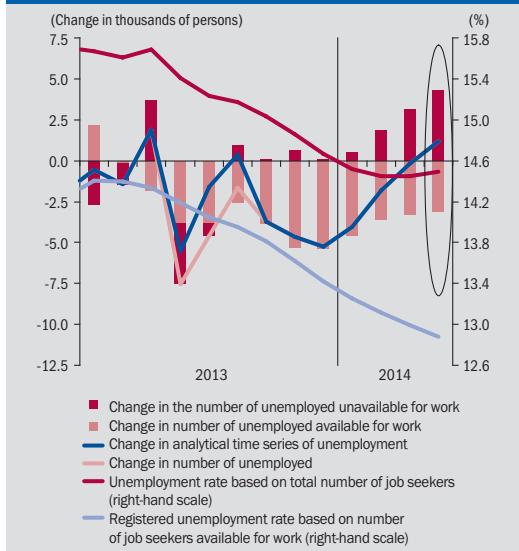 (Change in thousands of persons) (%)
7.5 15.8
5.0 15.4
2.5 15.0
0.0 14.6
-2.5 14.2
-5.0 13.8
-7.5 13.4
-10.0 13.0
-12.5 12.6
2013 2014
Change in the number of unemployed unavailable for work
Change in number of unemployed available for work
Change in analytical time series of unemployment
Change in number of unemployed
Unemployment rate based on total number of job seekers
(right-hand scale)
Registered unemployment rate based on number
of job seekers available for work (right-hand scale)